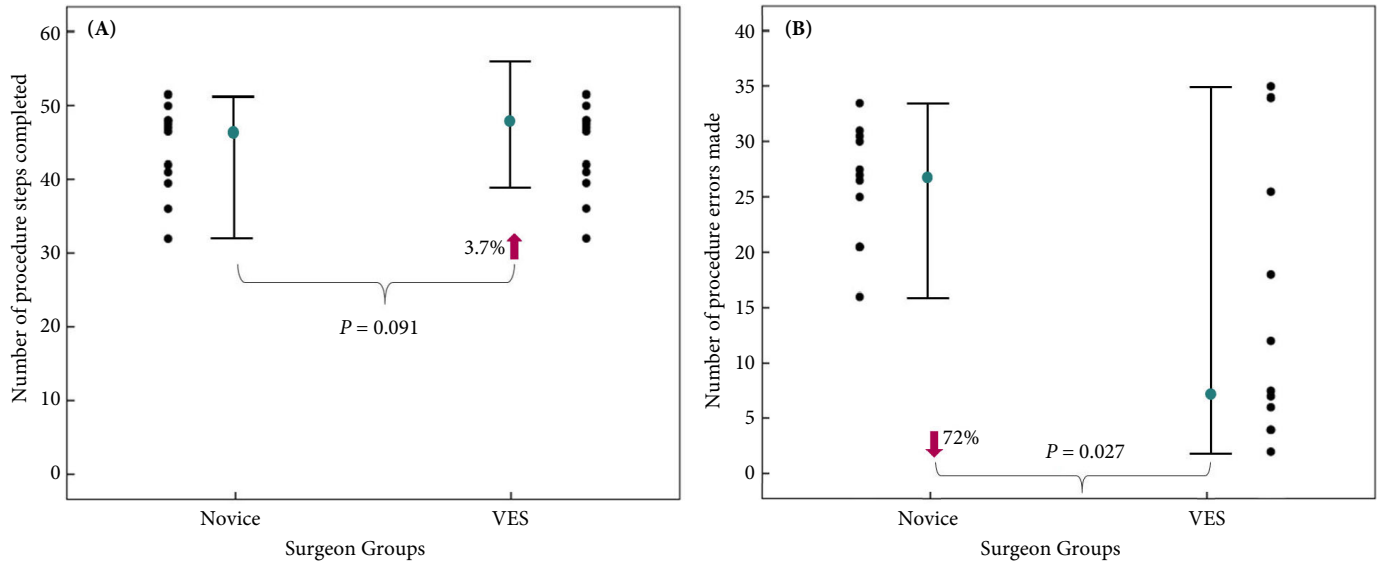 (A)
Number of procedure steps completed
60
50
40
30
20
10
0
3.7%
P = 0.091
Novice
VES
Surgeon Groups
(B)
Number of procedure errors made
40
35
30
25
20
15
10
5
0
72%
P = 0.027
Novice
VES
Surgeon Groups